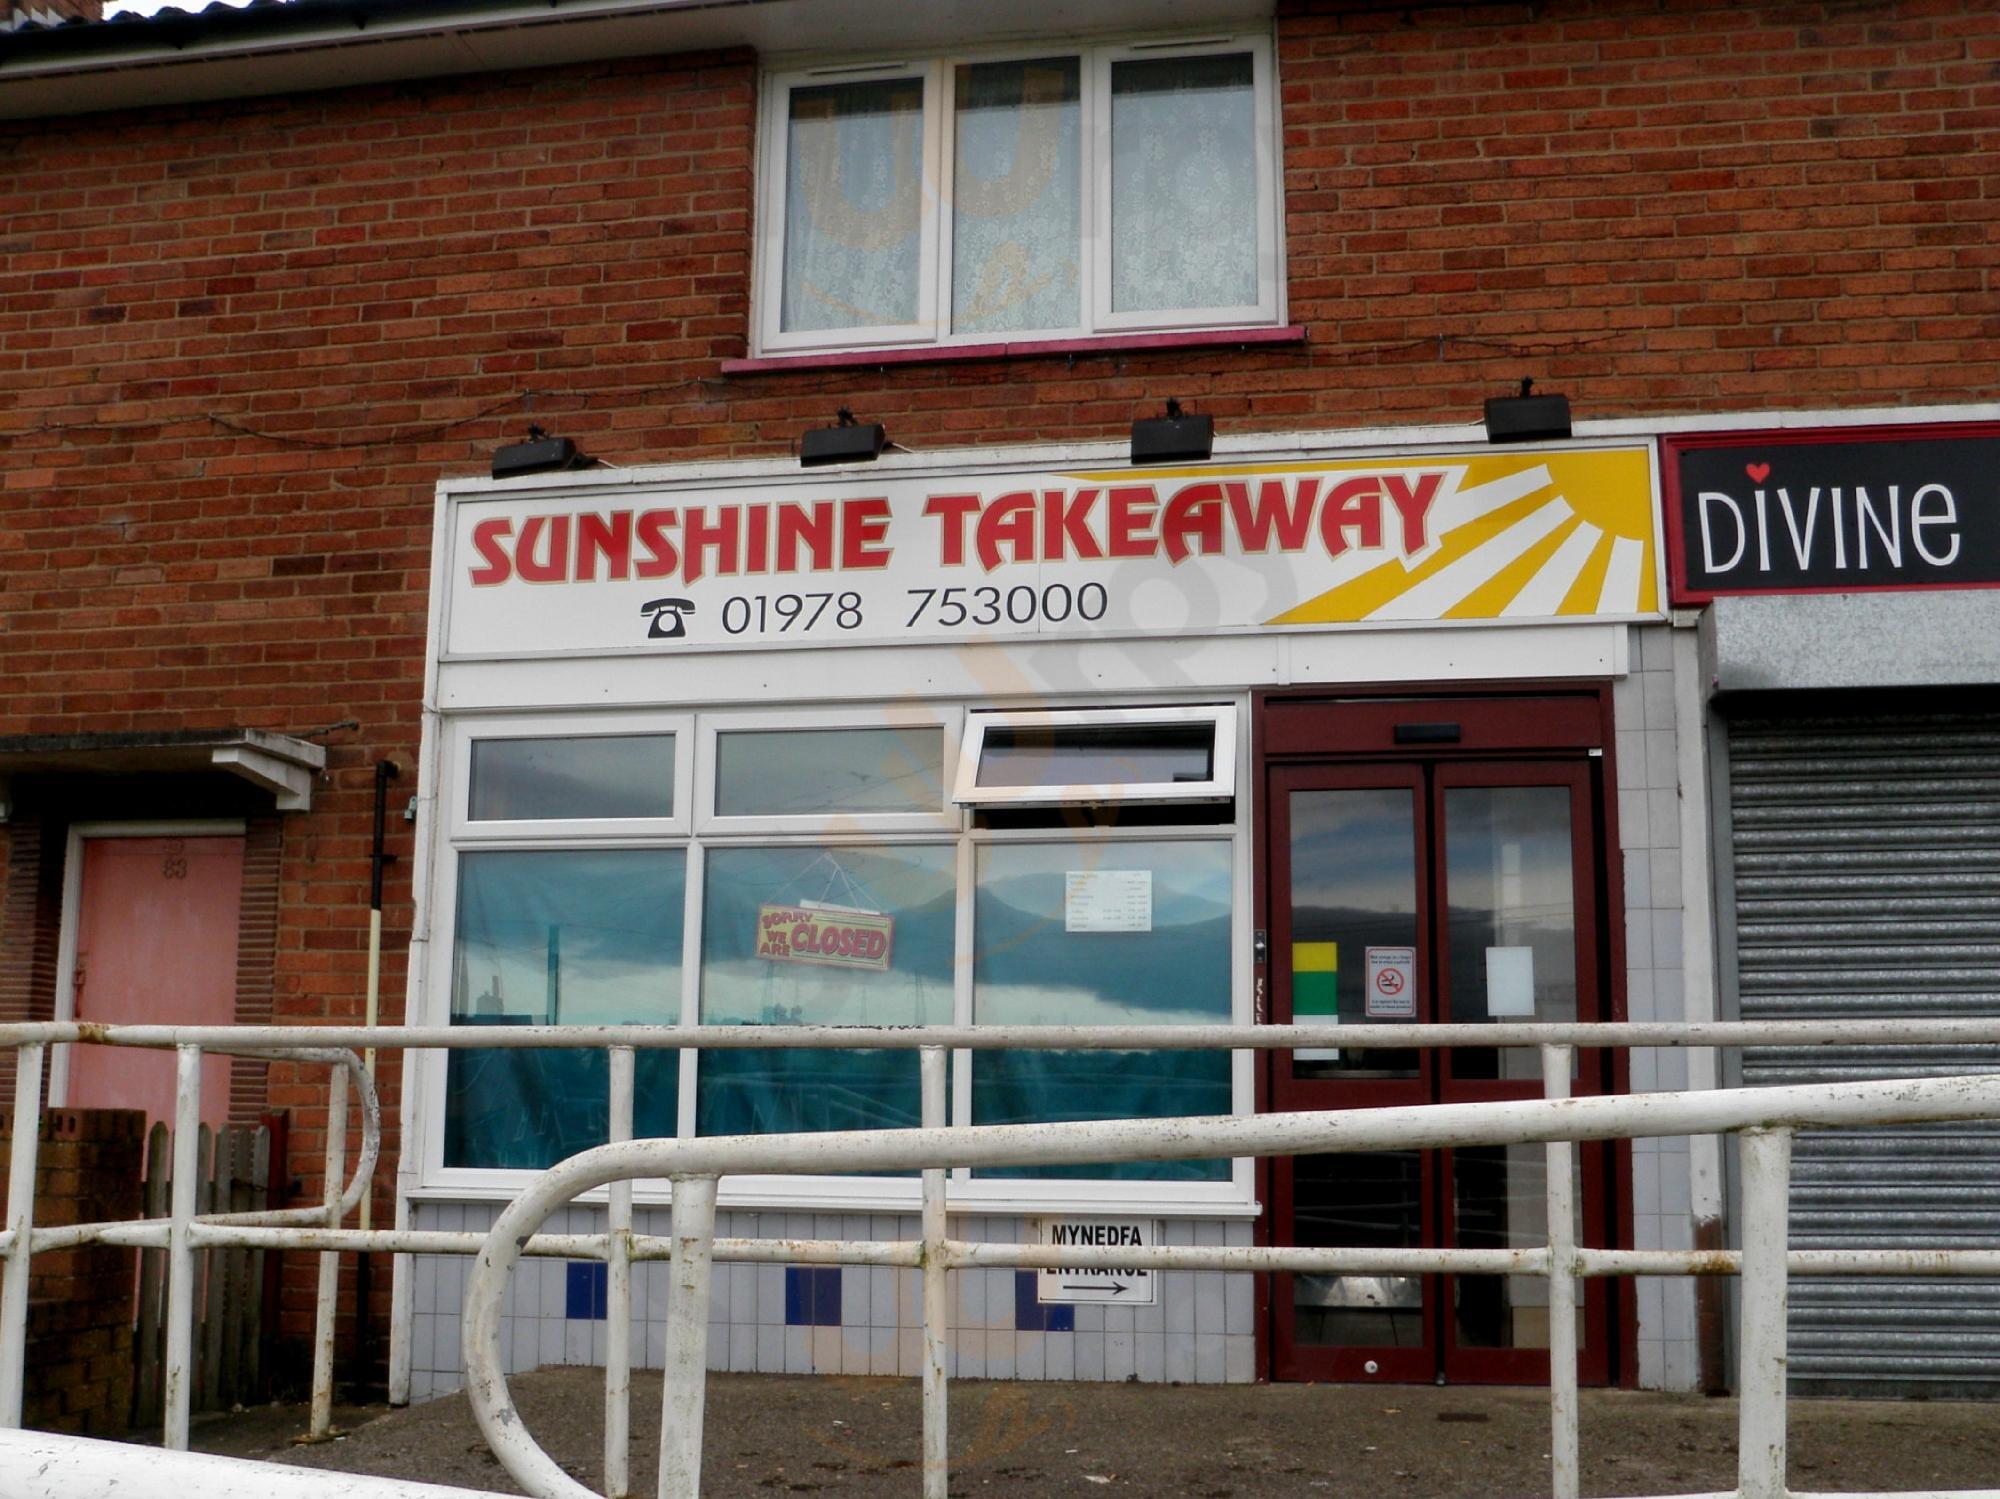 SUNSHINE TAKEAWAY
01978 753000
DiViNe
83
SORRY
WE
ARE CLOSED
MYNEDFA
ENTRANCE